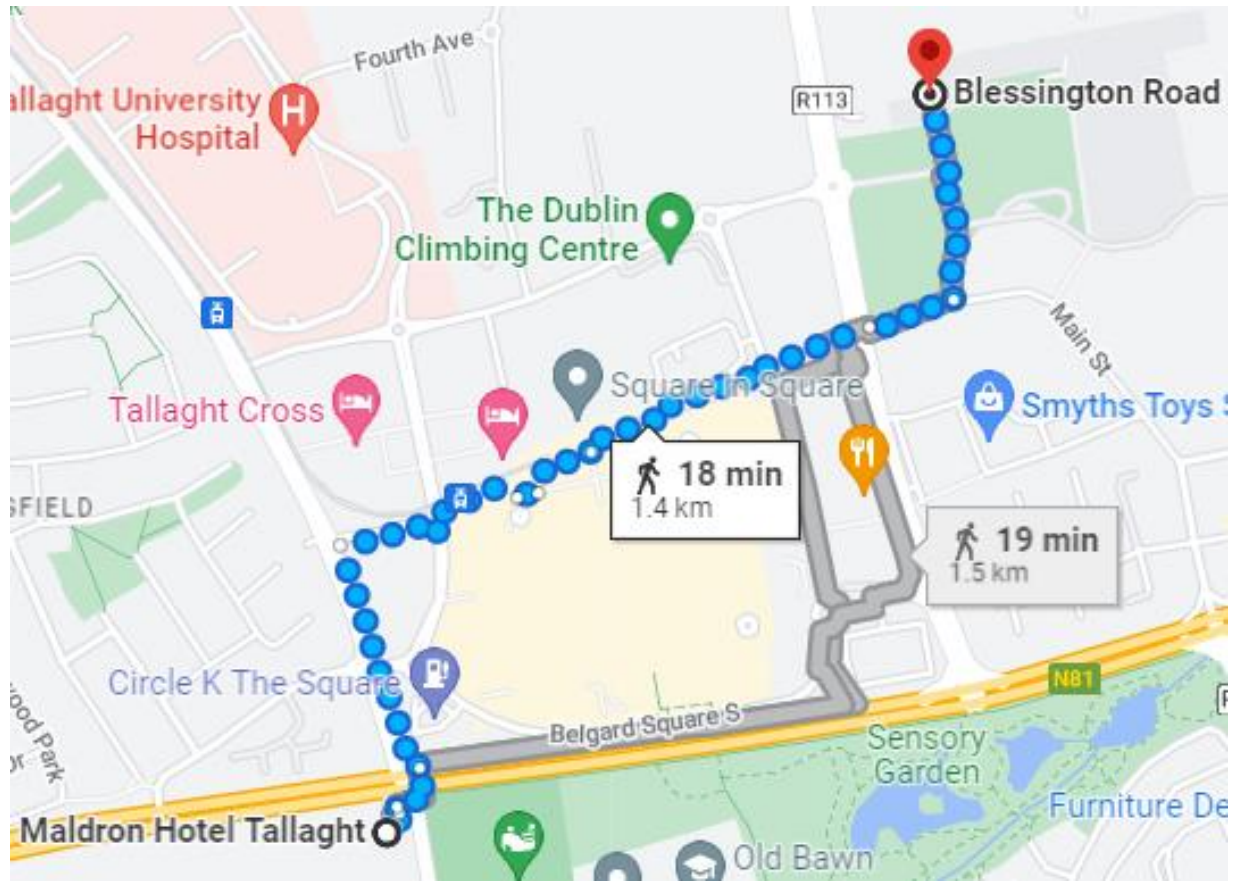 Fourth Ave
allaght University
Hospital
R113
Blessington Road
The Dublin
Climbing Centre
Main St
Square in Square
Tallaght Cross
Smyths Toys S
18 min
1.4 km
SFIELD
19 min
1.5 km
Circle K The Square
N81
ood Park
Belgard Square S
Sensory
Garden
Furniture De
Maldron Hotel Tallaght
Old Bawn